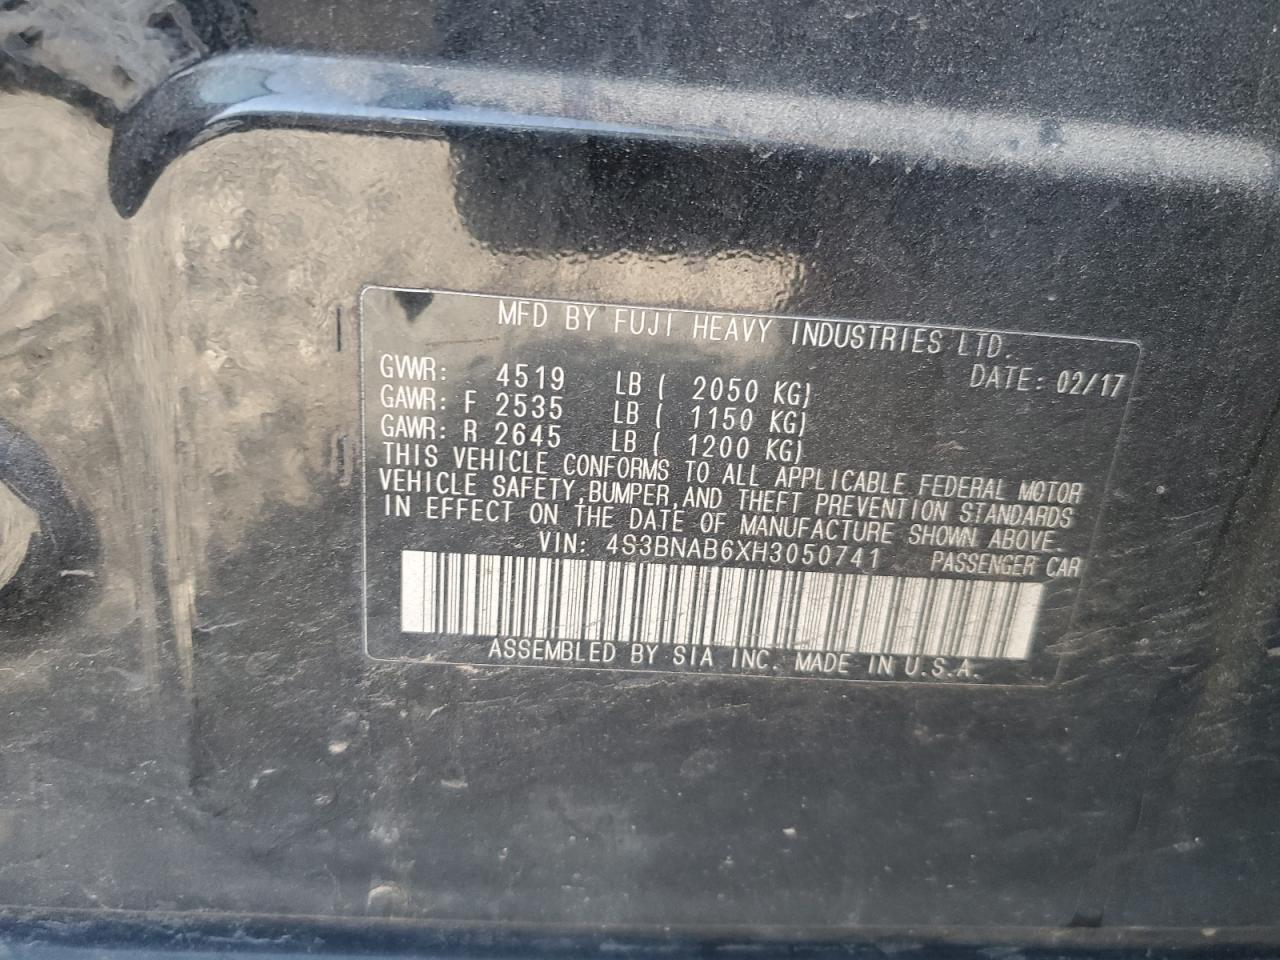 MFD BY FUJI HEAVY INDUSTRIES LTD.
DATE: 02/17
GVWR: 4519 LB ( 2050 KG)
GAWR: F 2535 LB ( 1150 KG)
GAWR: R 2645 LB ( 1200 KG)
THIS VEHICLE CONFORMS TO ALL APPLICABLE FEDERAL MOTOR
VEHICLE SAFETY,BUMPER,AND THEFT PREVENTION STANDARDS
IN EFFECT ON THE DATE OF MANUFACTURE SHOWN ABOVE.
VIN: 4S3BNAB6XH3050741 PASSENGER CAR
ASSEMBLED BY SIA INC. MADE IN U.S.A.